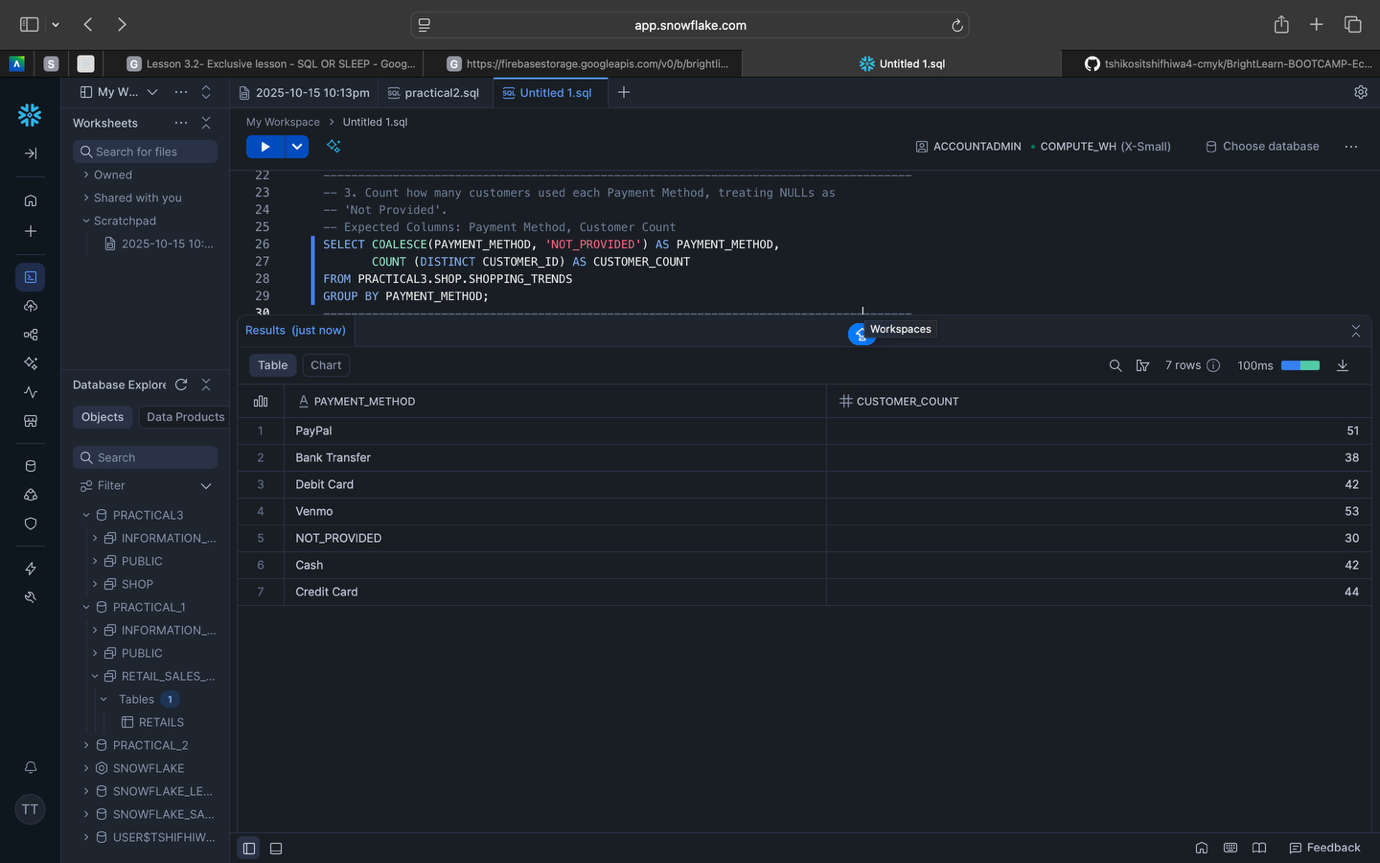 app.snowflake.com
S
G Lesson 3.2- Exclusive lesson - SQL OR SLEEP - Goog...
G https://firebasestorage.googleapis.com/v0/b/brightli...
Untitled 1.sql
tshikositshifhiwa4-cmyk/BrightLearn-BOOTCAMP-Ec...
My W...
2025-10-15 10:13pm
SQL practical2.sql
SQL Untitled 1.sql
Worksheets
Search for files
Owned
Shared with you
Scratchpad
2025-10-15 10:...
My Workspace > Untitled 1.sql
ACCOUNTADMIN COMPUTE_WH (X-Small)
Choose database
22 ------------------------------------------------------------------------------------------
23 -- 3. Count how many customers used each Payment Method, treating NULLs as
24 -- 'Not Provided'.
25 -- Expected Columns: Payment Method, Customer Count
26 SELECT COALESCE(PAYMENT_METHOD, 'NOT_PROVIDED') AS PAYMENT_METHOD,
27 COUNT (DISTINCT CUSTOMER_ID) AS CUSTOMER_COUNT
28 FROM PRACTICAL3.SHOP.SHOPPING_TRENDS
29 GROUP BY PAYMENT_METHOD;
30 ------------------------------------------------------------------------------------------
Results (just now)
Workspaces
Table
Chart
7 rows
100ms
A PAYMENT_METHOD # CUSTOMER_COUNT
1 PayPal 51
2 Bank Transfer 38
3 Debit Card 42
4 Venmo 53
5 NOT_PROVIDED 30
6 Cash 42
7 Credit Card 44
Database Explore
Objects
Data Products
Search
Filter
PRACTICAL3
INFORMATION_...
PUBLIC
SHOP
PRACTICAL_1
INFORMATION_...
PUBLIC
RETAIL_SALES_...
Tables 1
RETAILS
PRACTICAL_2
SNOWFLAKE
SNOWFLAKE_LE...
SNOWFLAKE_SA...
USER$TSHIFHIW...
TT
Feedback